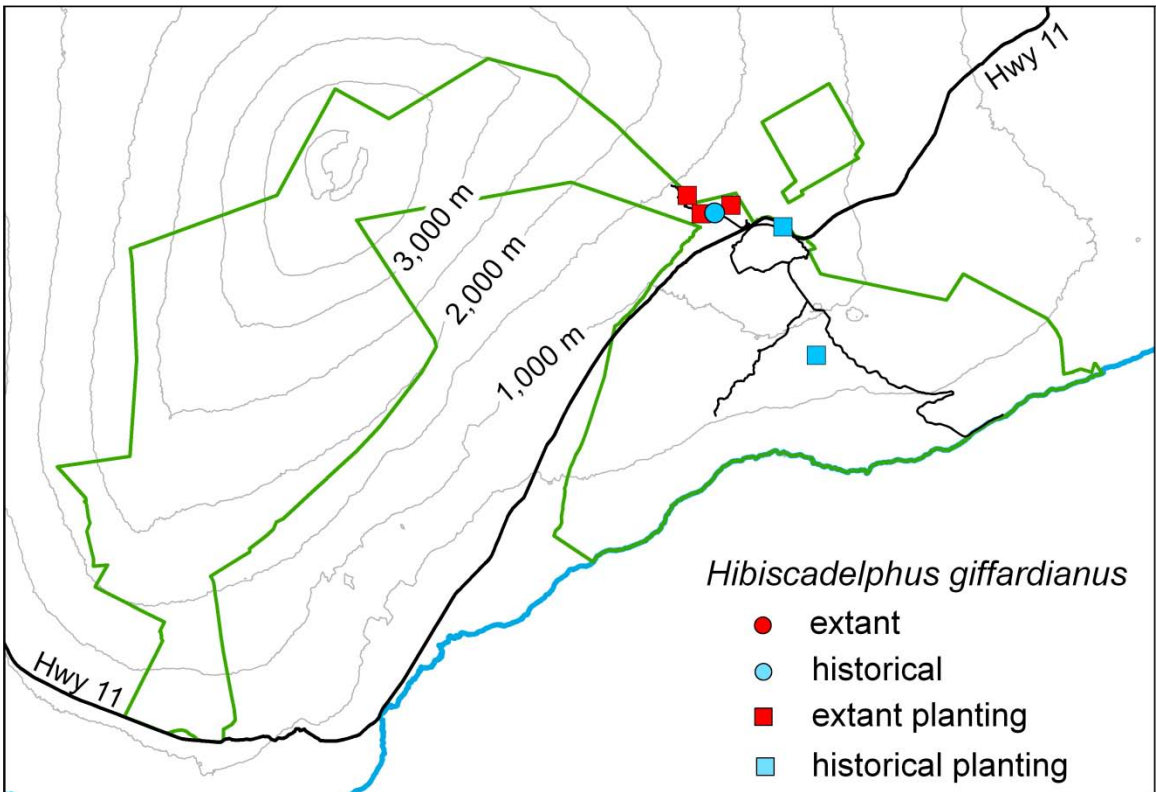 Hwy 11
3,000 m
2,000 m
1,000 m
Hibiscadelphus giffardianus
extant
historical
extant planting
Hwy 11
historical planting